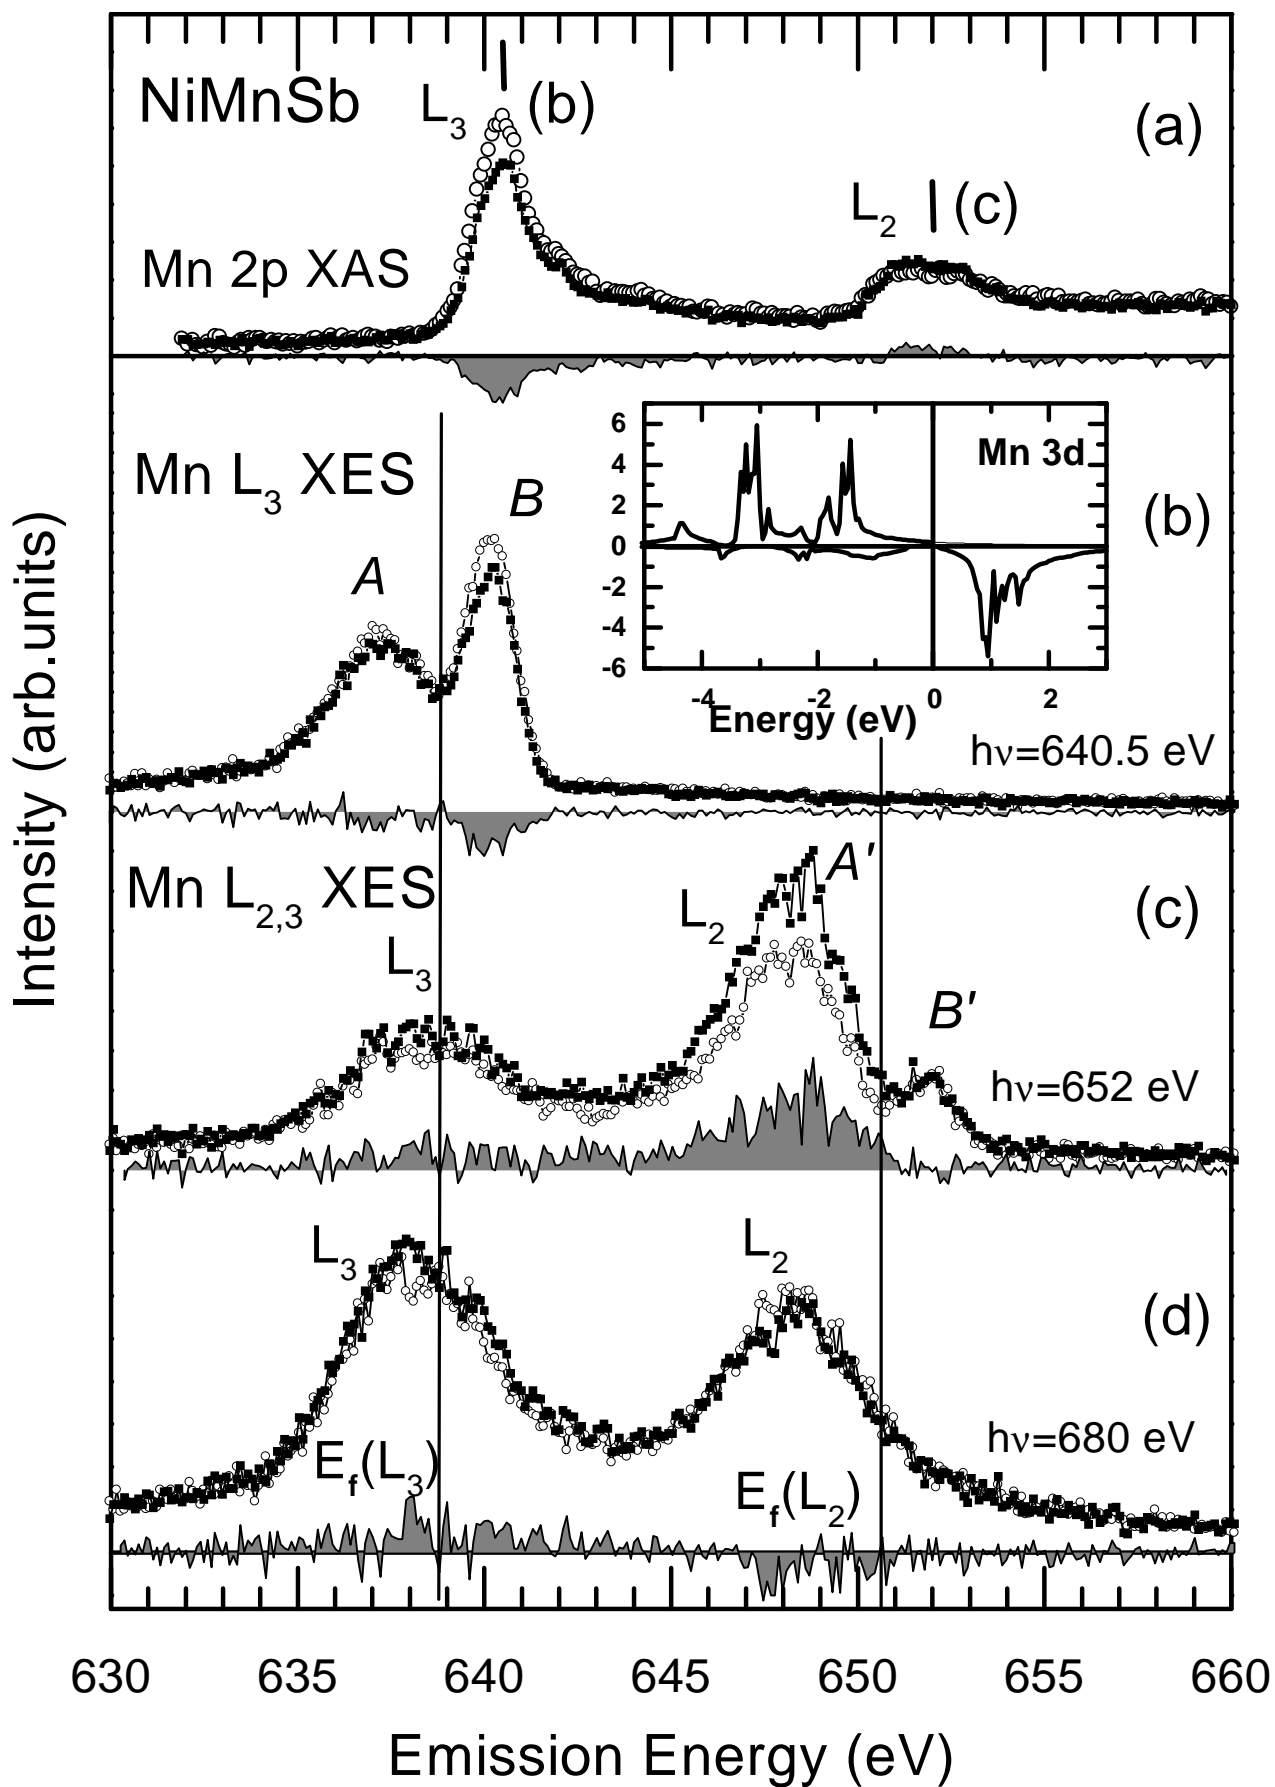 NiMnSb
L3
(b)
(a)
L2
(c)
Mn 2p XAS
Mn L3 XES
B
A
6
4
2
0
-2
-4
-6
Mn 3d
(b)
-4
-2
0
2
Energy (eV)
hν=640.5 eV
Mn L2,3 XES
A'
L2
(c)
L3
B'
hν=652 eV
L3
L2
(d)
hν=680 eV
Ef(L3)
Ef(L2)
Intensity (arb.units)
630
635
640
645
650
655
660
Emission Energy (eV)